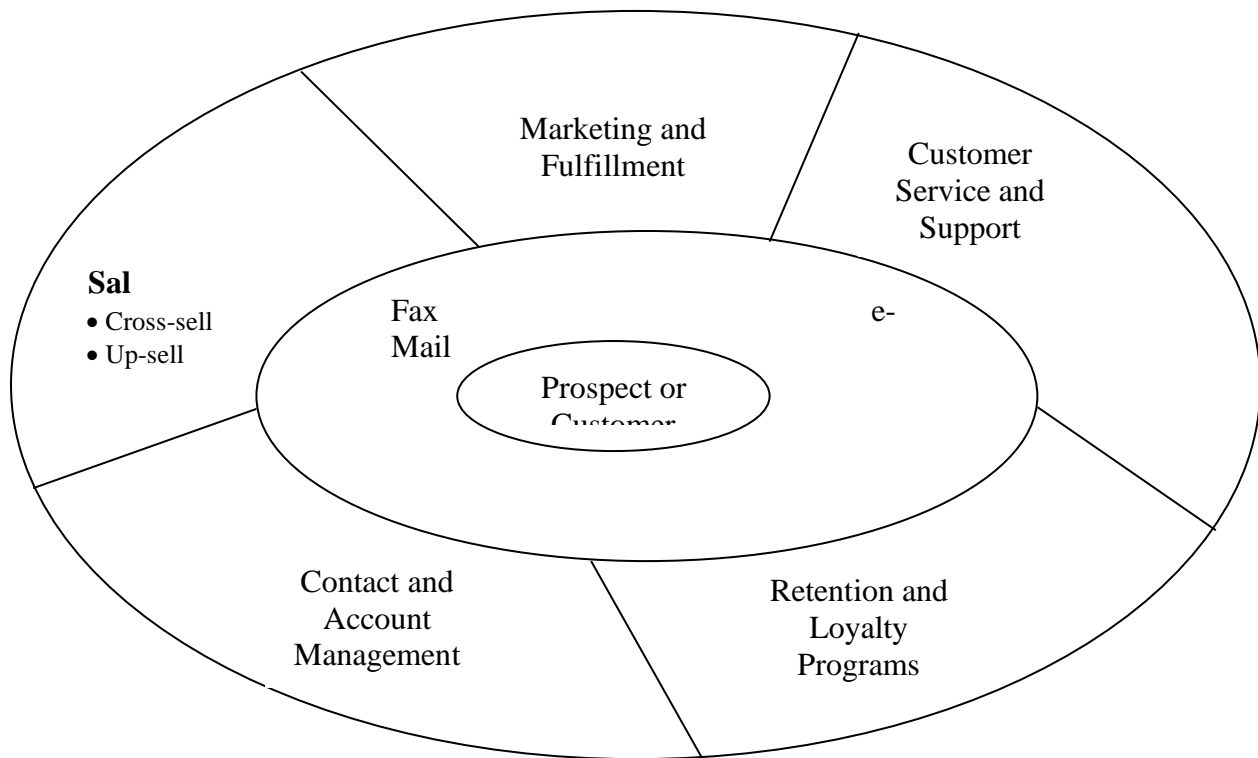 Marketing and
Fulfillment
Customer
Service and
Support
Sal
• Cross-sell
• Up-sell
Fax
Mail
e-
Prospect or
Customer
Contact and
Account
Management
Retention and
Loyalty
Programs